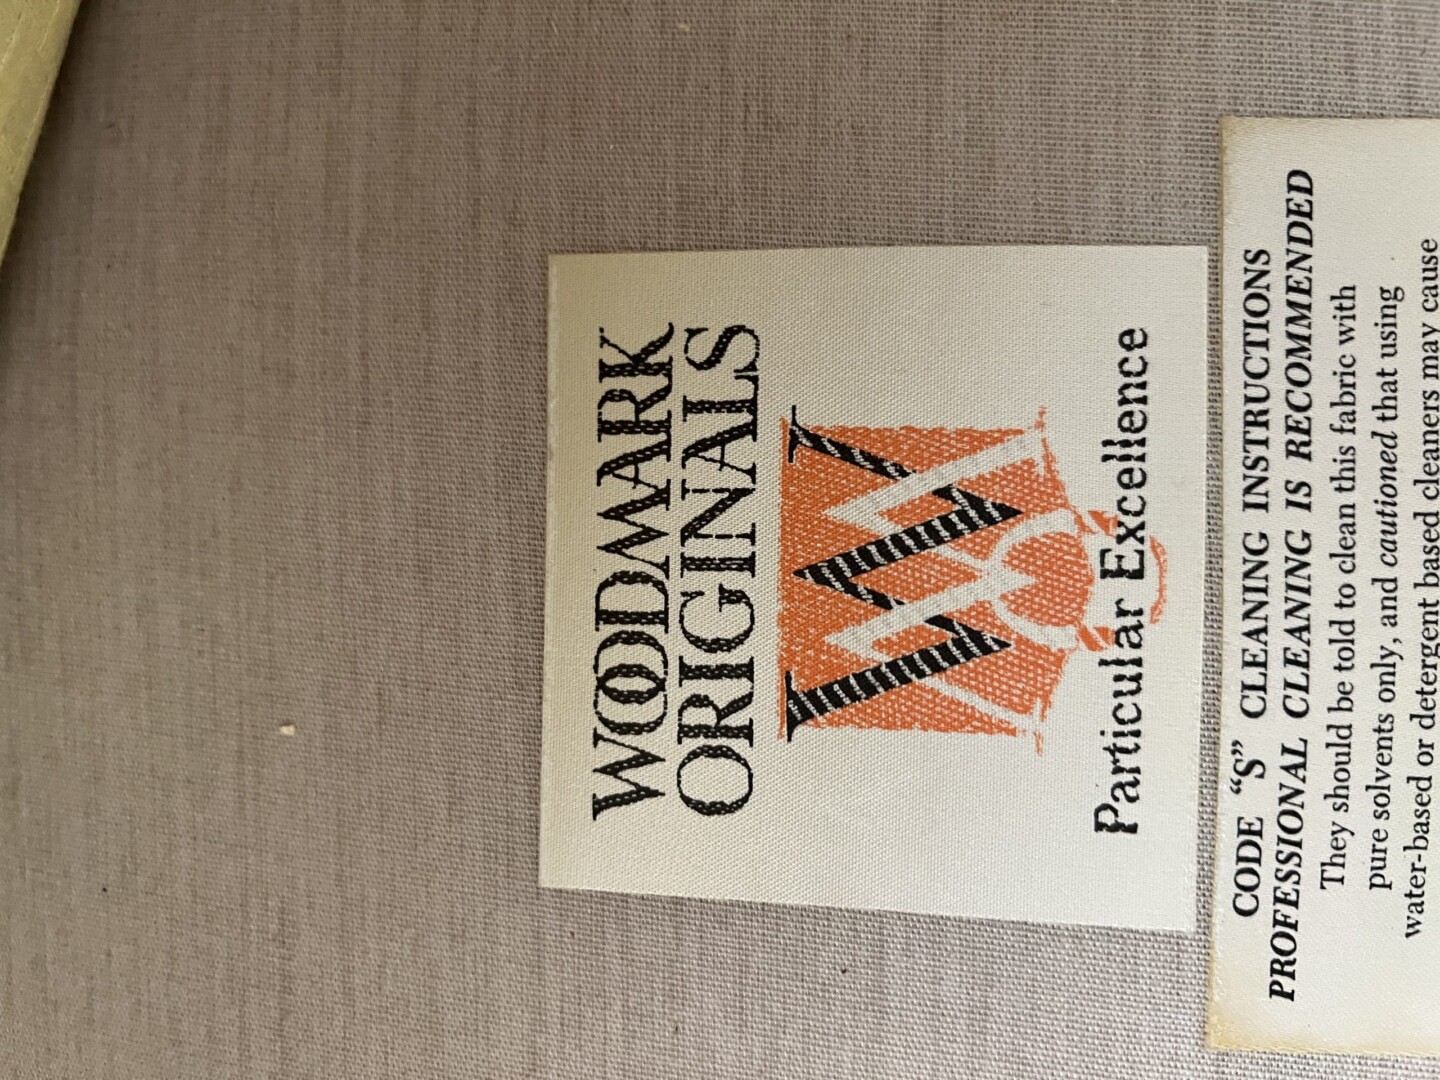 WOODMARK
ORIGINALS
Particular Excellence
CODE “S” CLEANING INSTRUCTIONS
PROFESSIONAL CLEANING IS RECOMMENDED
They should be told to clean this fabric with
pure solvents only, and cautioned that using
water-based or detergent based cleaners may cause